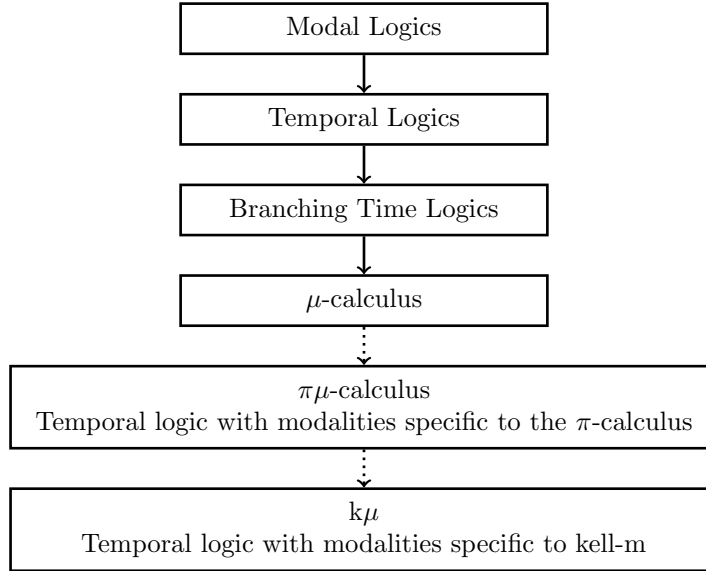 Modal Logics
Temporal Logics
Branching Time Logics
μ-calculus
πμ-calculus
Temporal logic with modalities specific to the π-calculus
kμ
Temporal logic with modalities specific to kell-m